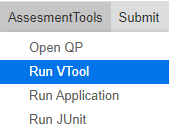 AssesmentTools Submit
Open QP
Run VTool
Run Application
Run JUnit